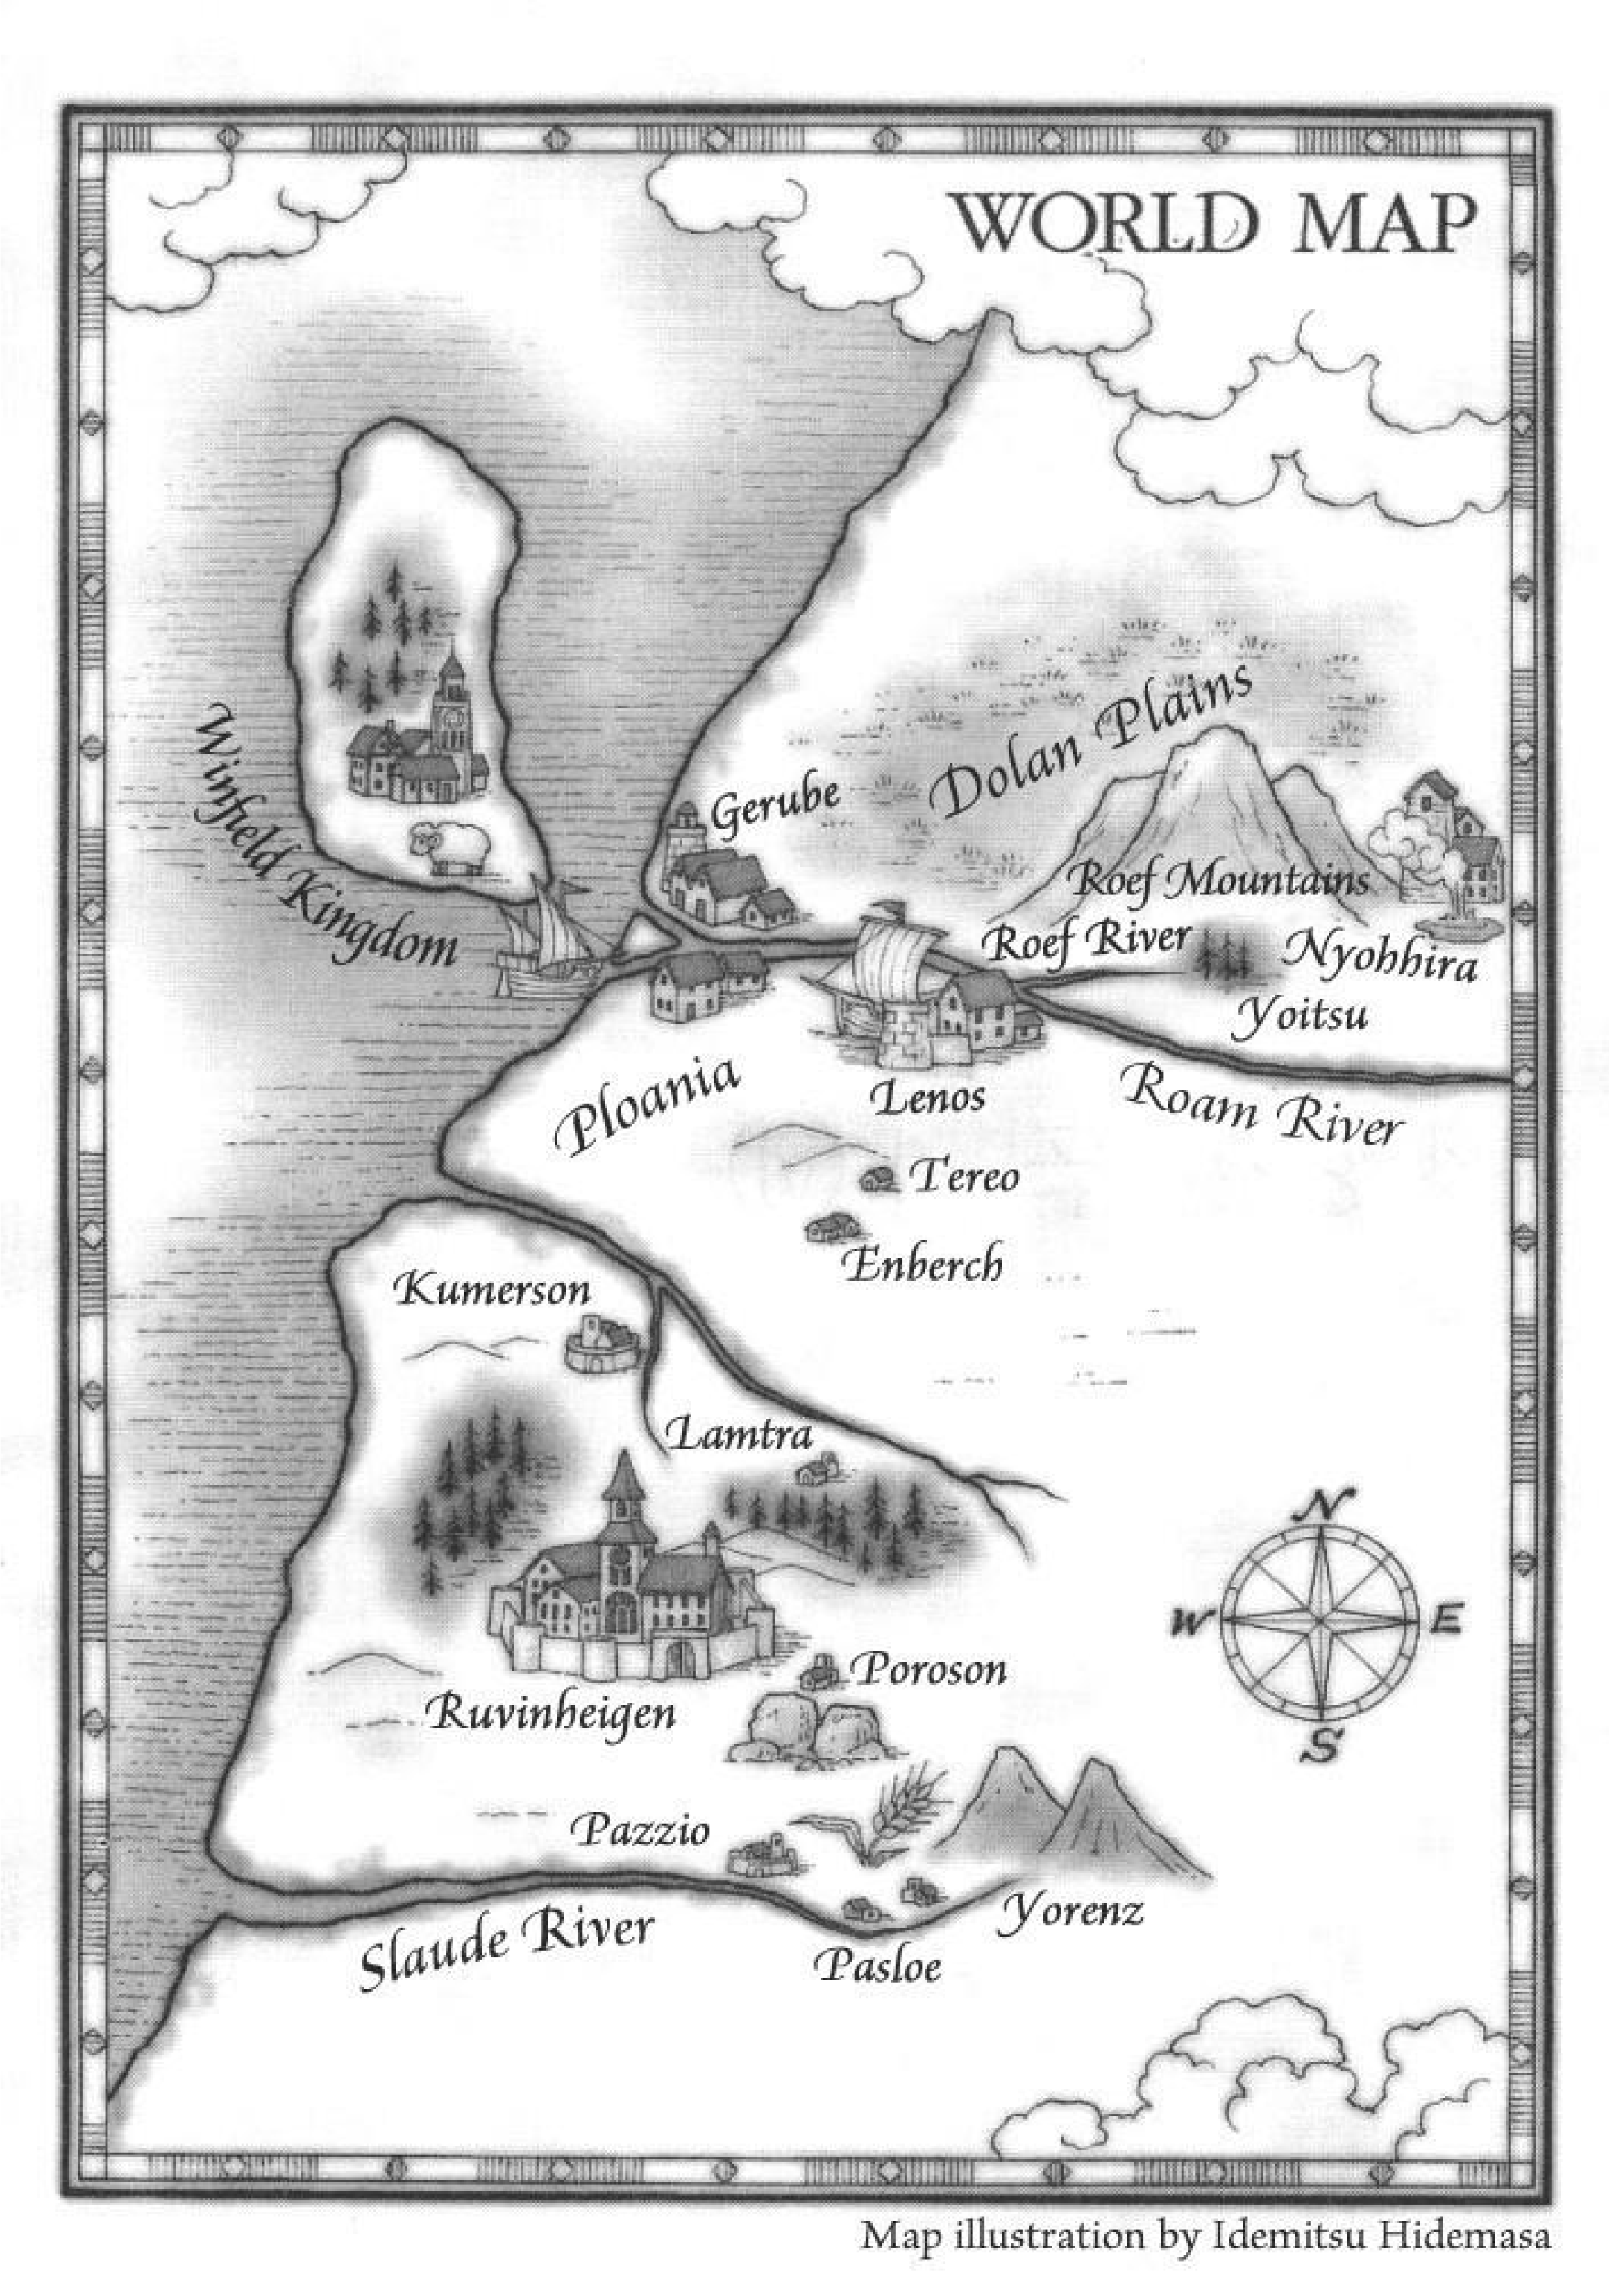 WORLD MAP
Winfield Kingdom
Gerube
Dolan Plains
Roef Mountains
Roef River
Nyohhira
Yoitsu
Ploania
Lenos
Roam River
Tereo
Enberch
Kumerson
Lamtra
N
W
E
S
Poroson
Ruvinheigen
Pazzio
Yorenz
Slaude River
Pasloe
Map illustration by Idemitsu Hidemasa